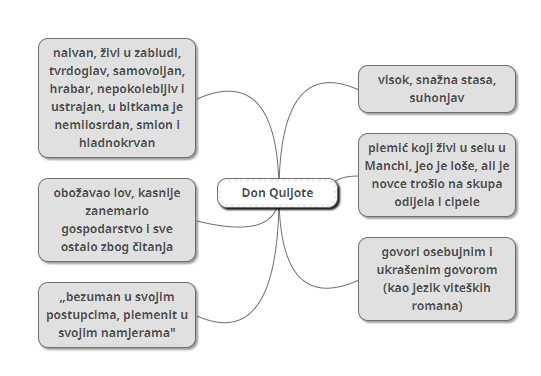 naivan, živi u zabludi,
tvrdoglav, samovoljan,
hrabar, nepokolebljiv i
ustrajan, u bitkama je
nemilosrdan, smion i
hladnokrvan
obožavao lov, kasnije
zanemario
gospodarstvo i sve
ostalo zbog čitanja
„bezuman u svojim
postupcima, plemenit u
svojim namjerama"
Don Quijote
visok, snažna stasa,
suhonjav
plemić koji živi u selu u
Manchi, jeo je loše, ali je
novce trošio na skupa
odijela i cipele
govori osebujnim i
ukrašenim govorom
(kao jezik viteških
romana)